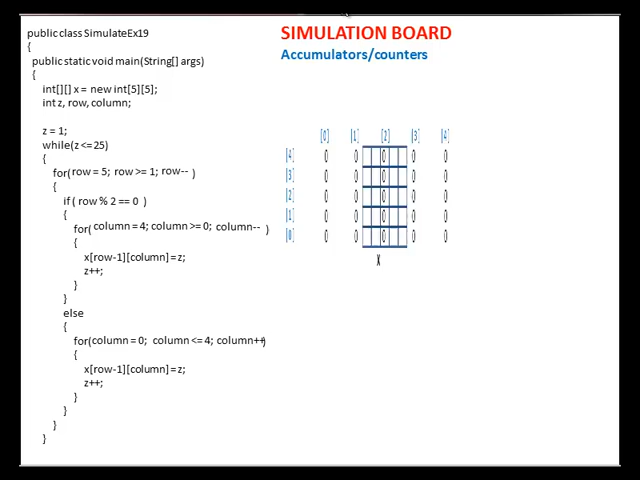 public class SimulateEx19
{
public static void main(String[] args)
{
int[][] x = new int[5][5];
int z, row, column;
z = 1;
while(z <=25)
{
for( row = 5; row >= 1; row-- )
{
if ( row % 2 == 0 )
{
for( column = 4; column >= 0; column-- )
{
x[row-1][column] = z;
z++;
}
}
else
{
for(column = 0; column <= 4; column++)
{
x[row-1][column] = z;
z++;
}
}
}
}
SIMULATION BOARD
Accumulators/counters
[0] [1] [2] [3] [4]
[4] 0 0 0 0 0
[3] 0 0 0 0 0
[2] 0 0 0 0 0
[1] 0 0 0 0 0
[0] 0 0 0 0 0
X